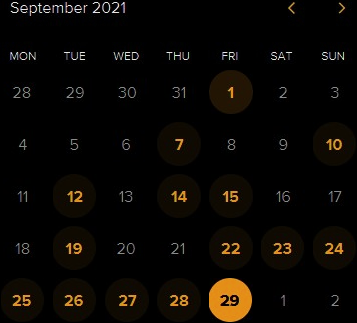 September 2021
MON TUE WED THU FRI SAT SUN
28 29 30 31 1 2 3
4 5 6 7 8 9 10
11 12 13 14 15 16 17
18 19 20 21 22 23 24
25 26 27 28 29 1 2